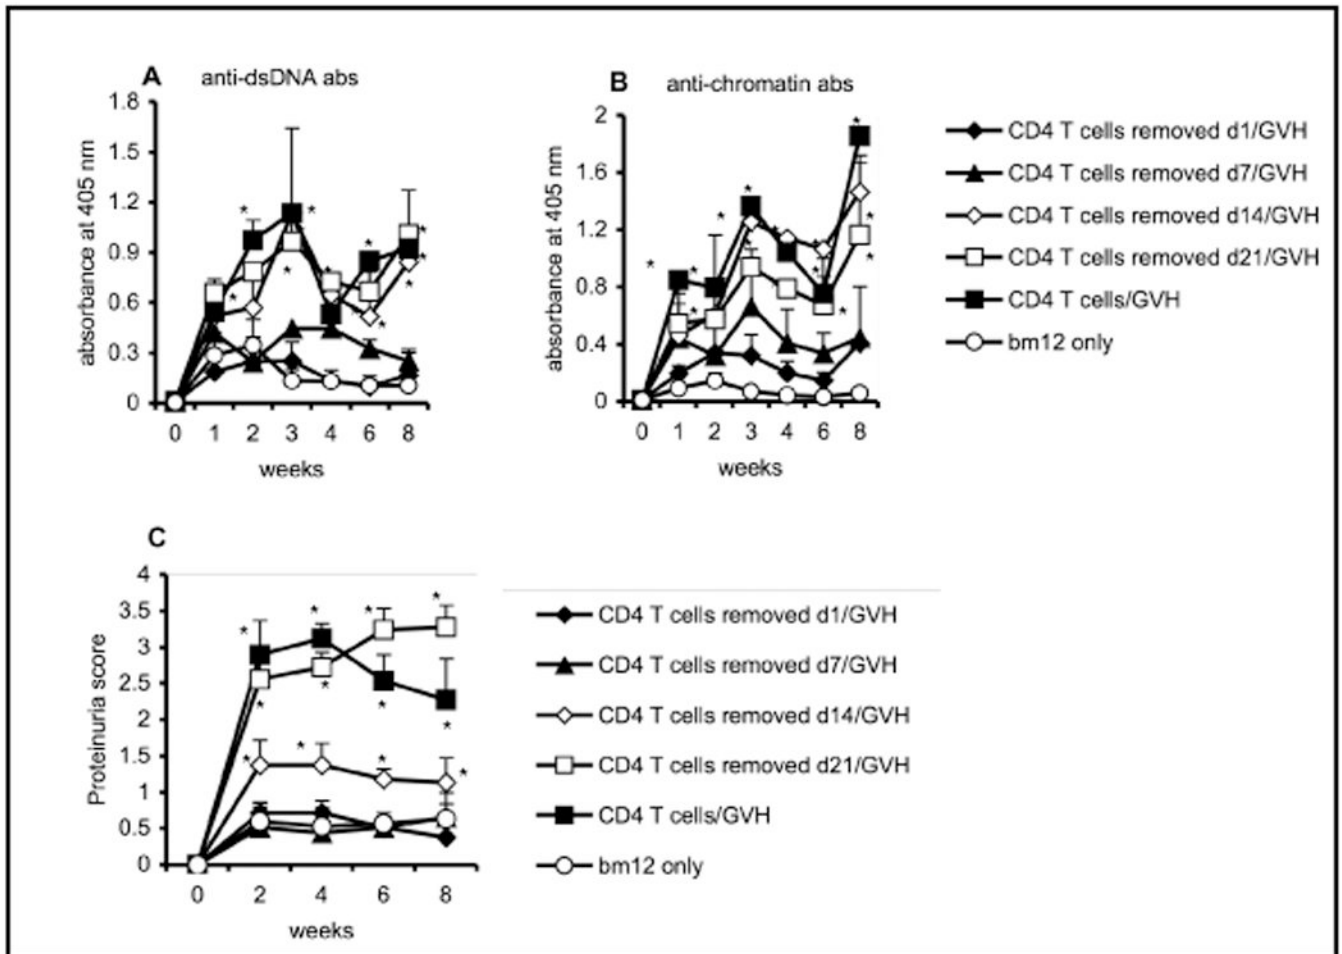 A anti-dsDNA abs
absorbance at 405 nm
1.8
1.5
1.2
0.9
0.6
0.3
0
0 1 2 3 4 6 8
weeks
B anti-chromatin abs
absorbance at 405 nm
2
1.6
1.2
0.8
0.4
0
0 1 2 3 4 6 8
weeks
CD4 T cells removed d1/GVH
CD4 T cells removed d7/GVH
CD4 T cells removed d14/GVH
CD4 T cells removed d21/GVH
CD4 T cells/GVH
bm12 only
C
Proteinuria score
4
3.5
3
2.5
2
1.5
1
0.5
0
0 2 4 6 8
weeks
CD4 T cells removed d1/GVH
CD4 T cells removed d7/GVH
CD4 T cells removed d14/GVH
CD4 T cells removed d21/GVH
CD4 T cells/GVH
bm12 only